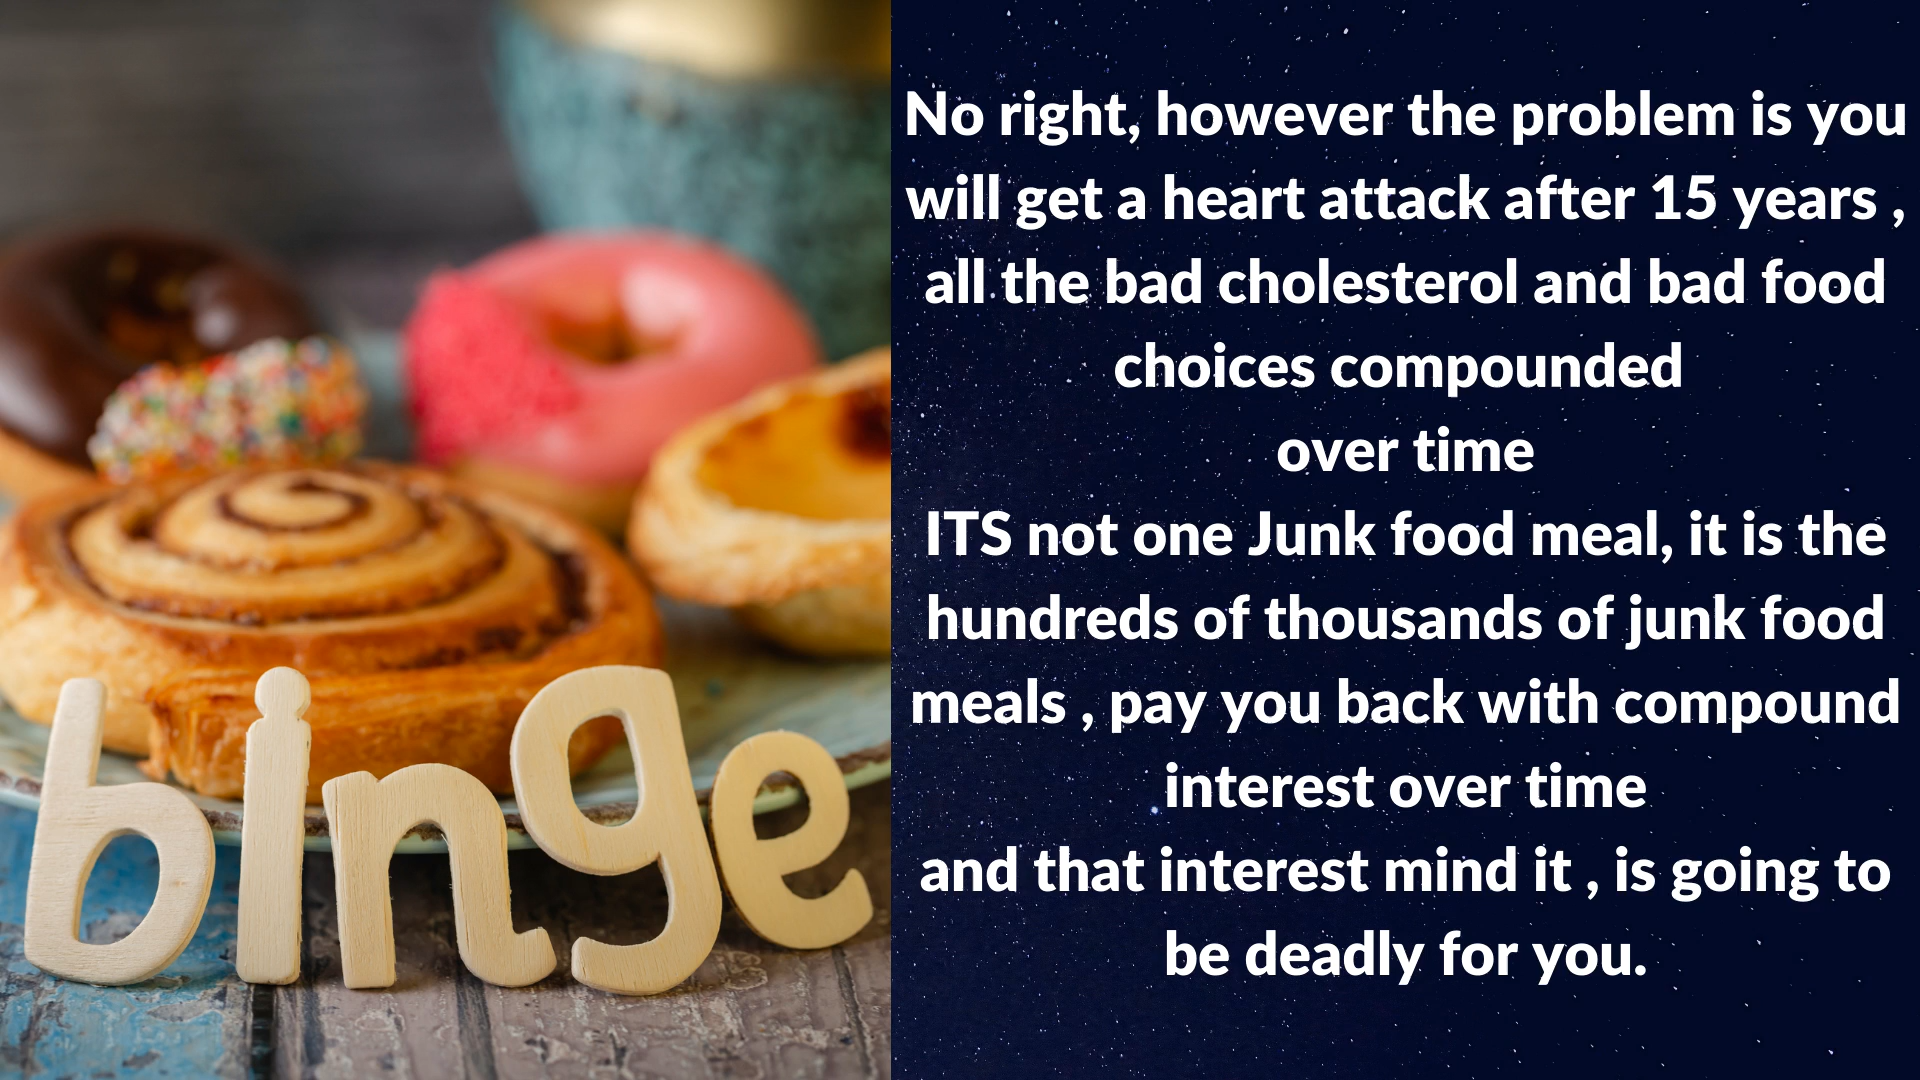 No right, however the problem is you
will get a heart attack after 15 years ,
all the bad cholesterol and bad food
choices compounded
over time
ITS not one Junk food meal, it is the
hundreds of thousands of junk food
meals , pay you back with compound
interest over time
and that interest mind it , is going to
be deadly for you.
binge